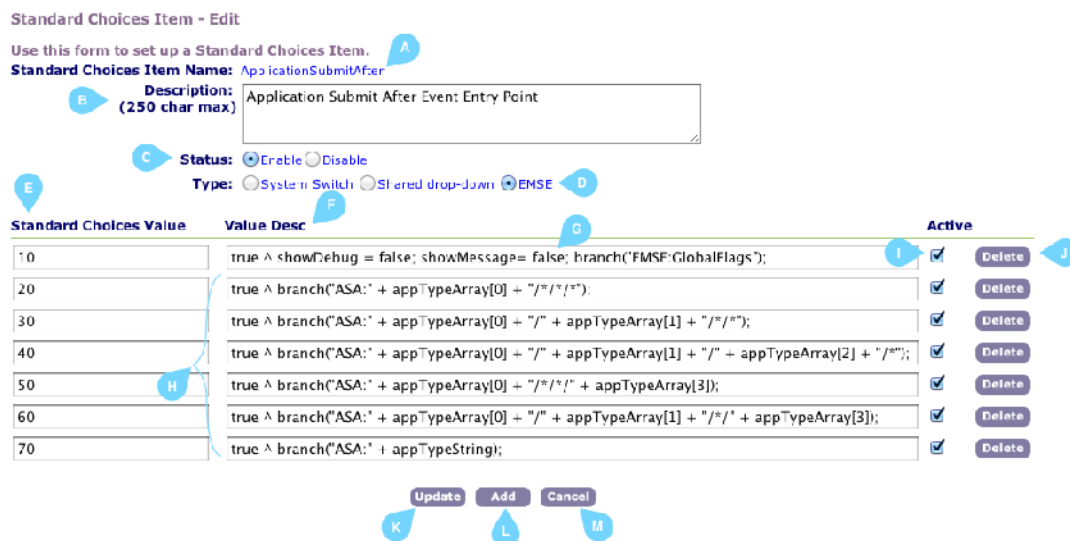 Standard Choices Item - Edit
Use this form to set up a Standard Choices Item.
A
Standard Choices Item Name: ApplicationSubmitAfter
B
Description: Application Submit After Event Entry Point
(250 char max)
C
Status: Enable Disable
Type: System Switch Shared drop-down EMSE D
E F
Standard Choices Value Value Desc G Active
10 true ^ showDebug = false; showMessage= false; branch("EMSE:GlobalFlags"); I Delete J
20 true ^ branch("ASA:" + appTypeArray[0] + "/*/*/*"); Delete
30 true ^ branch("ASA:" + appTypeArray[0] + "/" + appTypeArray[1] + "/*/*"); Delete
40 true ^ branch("ASA:" + appTypeArray[0] + "/" + appTypeArray[1] + "/" + appTypeArray[2] + "/*"); Delete
H
50 true ^ branch("ASA:" + appTypeArray[0] + "/*/*/" + appTypeArray[3]); Delete
60 true ^ branch("ASA:" + appTypeArray[0] + "/" + appTypeArray[1] + "/*/" + appTypeArray[3]); Delete
70 true ^ branch("ASA:" + appTypeString); Delete
Update Add Cancel
K L M